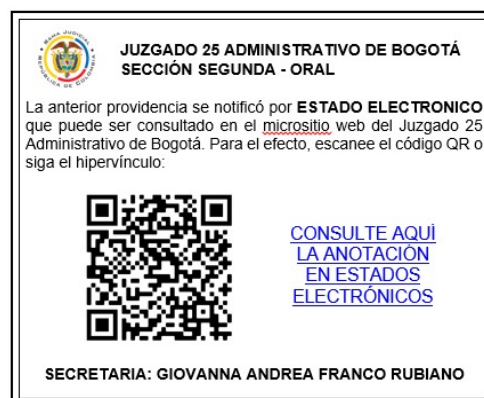 JUZGADO 25 ADMINISTRATIVO DE BOGOTÁ
SECCIÓN SEGUNDA - ORAL
La anterior providencia se notificó por ESTADO ELECTRONICO
que puede ser consultado en el micrositio web del Juzgado 25
Administrativo de Bogotá. Para el efecto, escanee el código QR o
siga el hipervínculo:
CONSULTE AQUÍ
LA ANOTACIÓN
EN ESTADOS
ELECTRÓNICOS
SECRETARIA: GIOVANNA ANDREA FRANCO RUBIANO